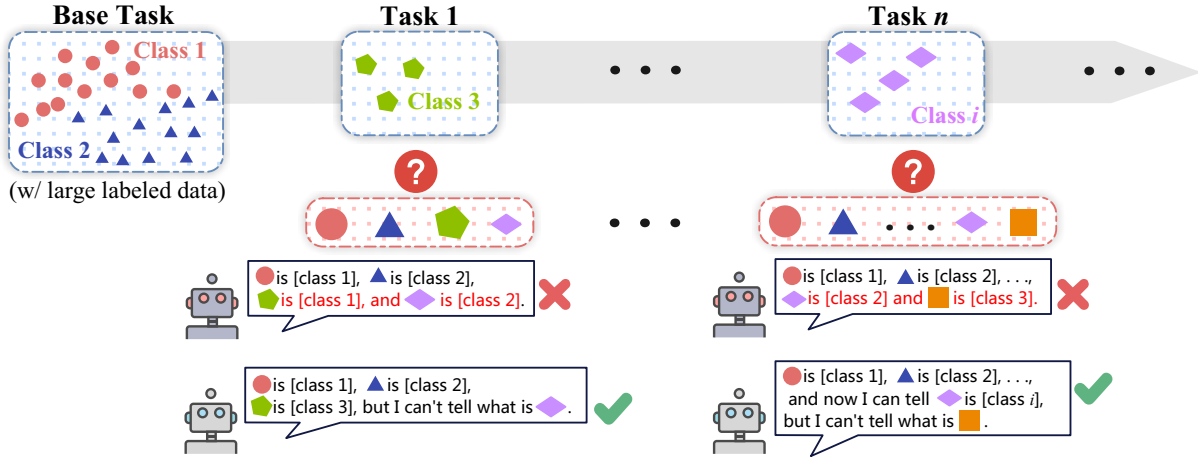 Base Task
Task 1
Task n
Class 1
Class 2
Class 3
Class i
(w/ large labeled data)
?
?
is [class 1], is [class 2],
is [class 1], and is [class 2].
is [class 1], is [class 2], . . .,
is [class 2] and is [class 3].
is [class 1], is [class 2],
is [class 3], but I can't tell what is .
is [class 1], is [class 2], . . .,
and now I can tell is [class i],
but I can't tell what is .